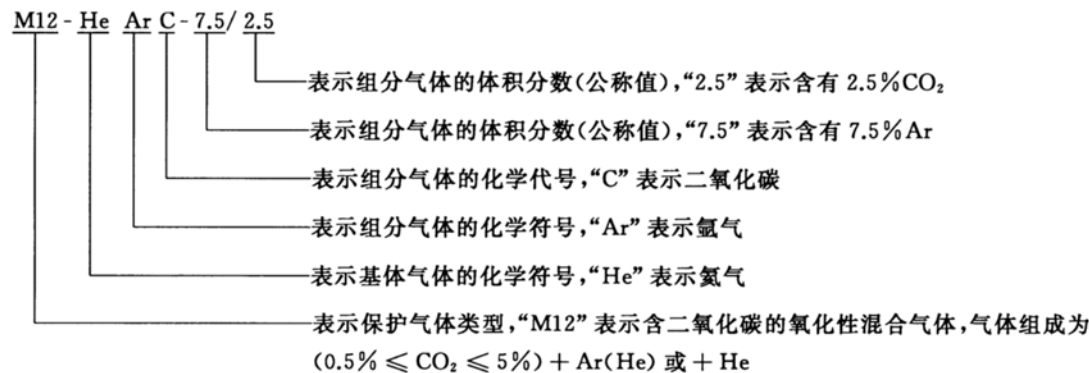 M12-He Ar C-7.5/2.5
表示组分气体的体积分数(公称值),“2.5”表示含有 2.5%CO₂
表示组分气体的体积分数(公称值),“7.5”表示含有 7.5%Ar
表示组分气体的化学代号,“C”表示二氧化碳
表示组分气体的化学符号,“Ar”表示氩气
表示基体气体的化学符号,“He”表示氦气
表示保护气体类型,“M12”表示含二氧化碳的氧化性混合气体,气体组成为
(0.5% ⩽ CO₂ ⩽ 5%) + Ar(He) 或 + He